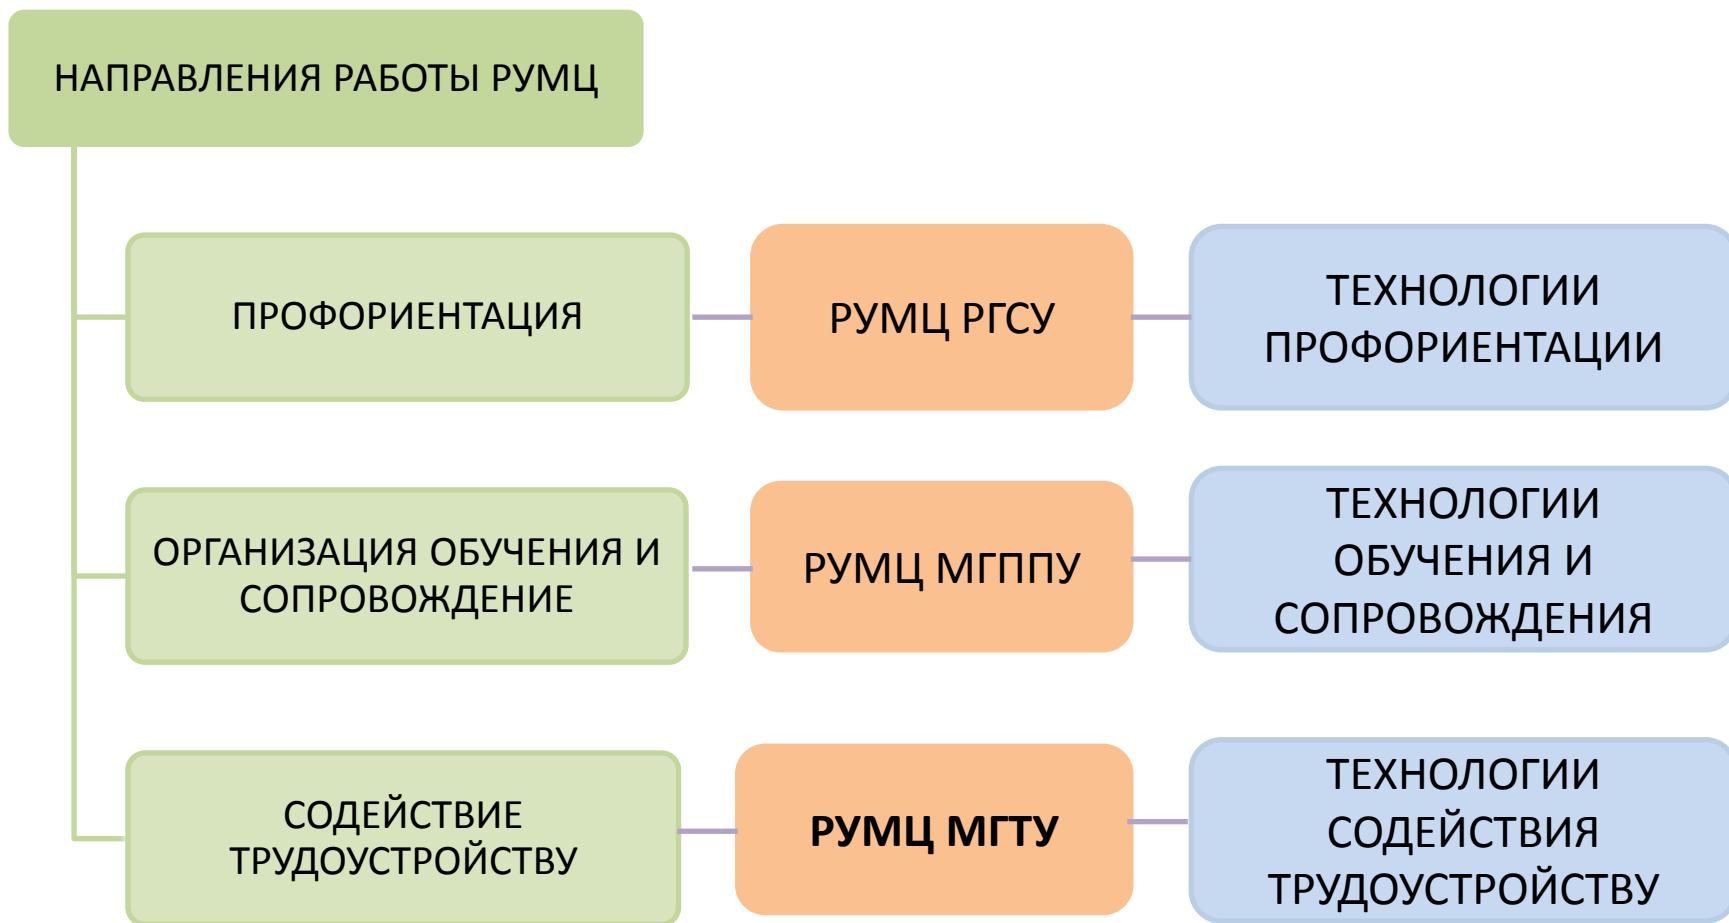 НАПРАВЛЕНИЯ РАБОТЫ РУМЦ
ПРОФОРИЕНТАЦИЯ
РУМЦ РГСУ
ТЕХНОЛОГИИ
ПРОФОРИЕНТАЦИИ
ОРГАНИЗАЦИЯ ОБУЧЕНИЯ И
СОПРОВОЖДЕНИЕ
РУМЦ МГППУ
ТЕХНОЛОГИИ
ОБУЧЕНИЯ И
СОПРОВОЖДЕНИЯ
СОДЕЙСТВИЕ
ТРУДОУСТРОЙСТВУ
РУМЦ МГТУ
ТЕХНОЛОГИИ
СОДЕЙСТВИЯ
ТРУДОУСТРОЙСТВУ